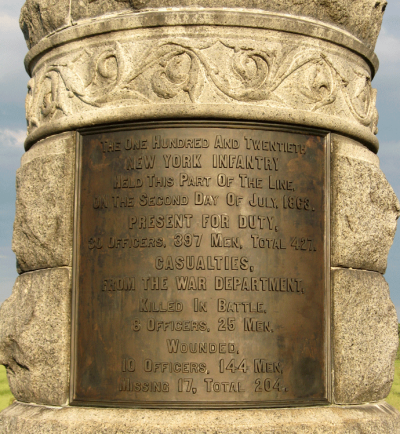 The One Hundred And Twentieth
New York Infantry
Held This Part Of The Line,
On The Second Day Of July, 1863.
Present For Duty,
30 Officers, 397 Men, Total 427.
Casualties,
From The War Department,
Killed In Battle,
8 Officers, 25 Men,
Wounded,
10 Officers, 144 Men,
Missing 17, Total 204.